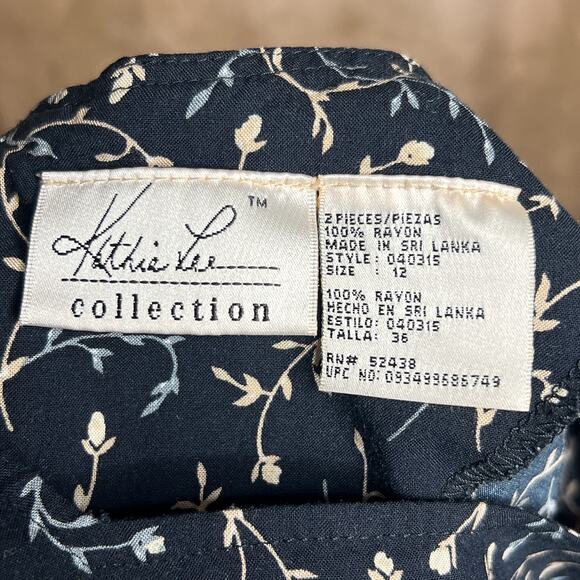 Kathie Lee ™
collection
2 PIECES/PIEZAS
100% RAYON
MADE IN SRI LANKA
STYLE: 040315
SIZE : 12
100% RAYON
HECHO EN SRI LANKA
ESTILO: 040315
TALLA: 36
RN# 52438
UPC NO: 093499686749